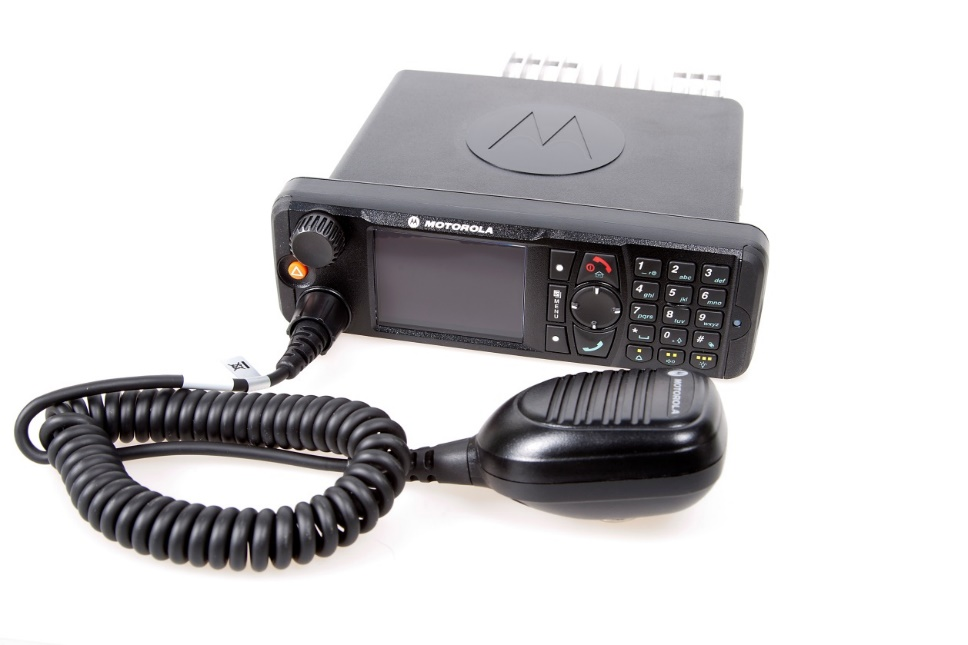 MOTOROLA
MENU
1
2 abc
3 def
4 ghi
5 jkl
6 mno
7 pqrs
8 tuv
9 wxyz
*
0
#
MOTOROLA